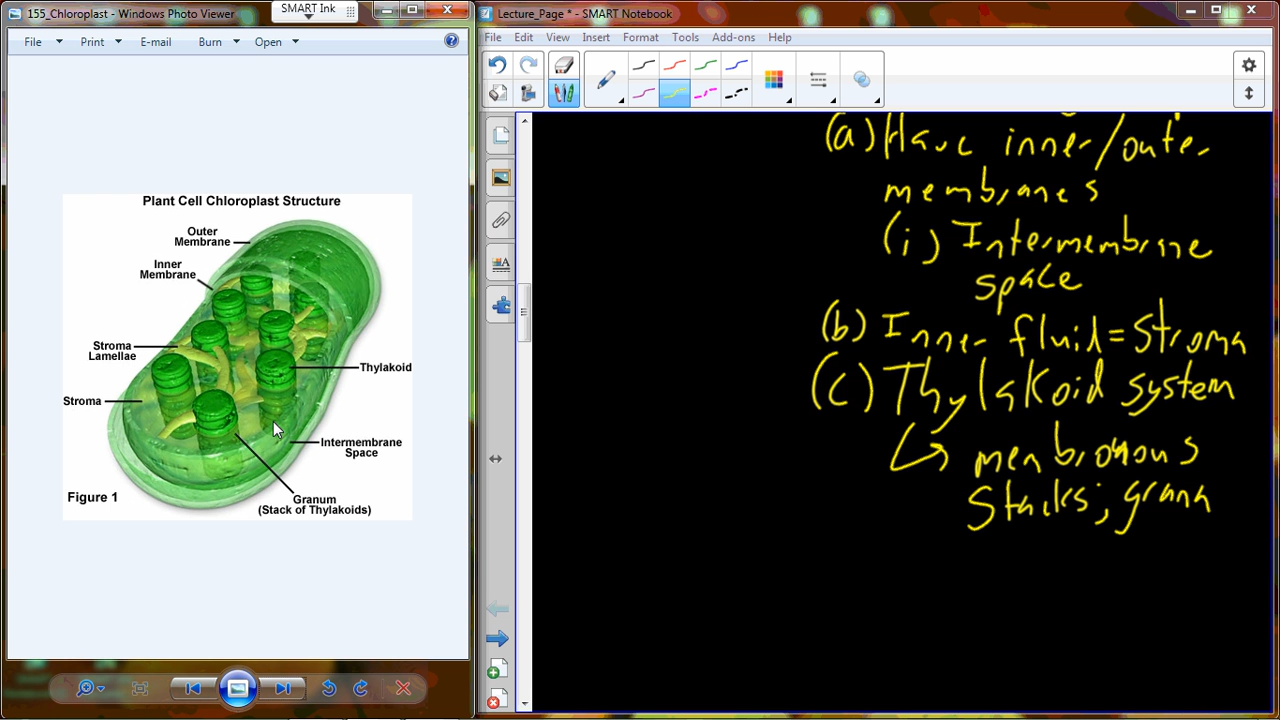 155_Chloroplast - Windows Photo Viewer
SMART Ink
File Print E-mail Burn Open
Plant Cell Chloroplast Structure
Outer
Membrane
Inner
Membrane
Stroma
Lamellae
Thylakoid
Stroma
Intermembrane
Space
Granum
(Stack of Thylakoids)
Figure 1
Lecture_Page * - SMART Notebook
File Edit View Insert Format Tools Add-ons Help
(a) Have inner/outer
membranes
(i) Intermembrane
space
(b) Inner fluid = Stroma
(c) Thylakoid system
↳ membranous
Stacks; grana